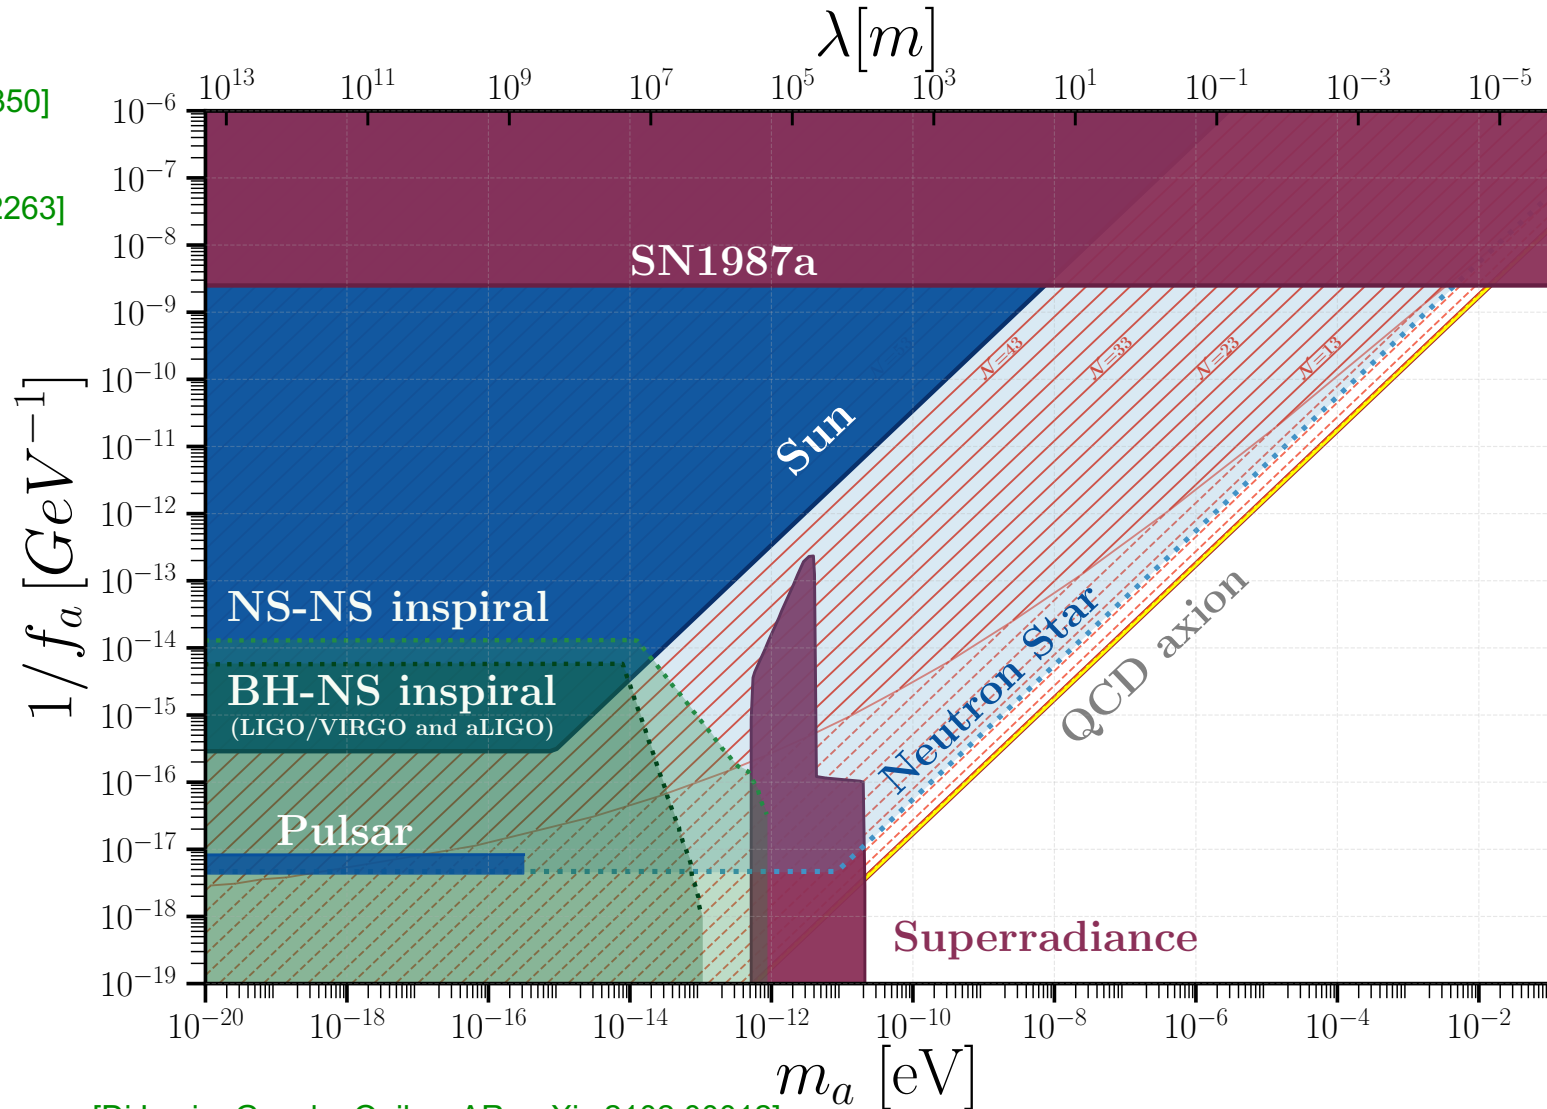 λ[m]
10^13 10^11 10^9 10^7 10^5 10^3 10^1 10^-1 10^-3 10^-5
350]
2263]
1/f_a [GeV^-1]
10^-6
10^-7
10^-8
10^-9
10^-10
10^-11
10^-12
10^-13
10^-14
10^-15
10^-16
10^-17
10^-18
10^-19
SN1987a
N=43
N=33
N=23
N=13
Sun
NS-NS inspiral
BH-NS inspiral
(LIGO/VIRGO and aLIGO)
Neutron Star
QCD axion
Pulsar
Superradiance
10^-20 10^-18 10^-16 10^-14 10^-12 10^-10 10^-8 10^-6 10^-4 10^-2
m_a [eV]